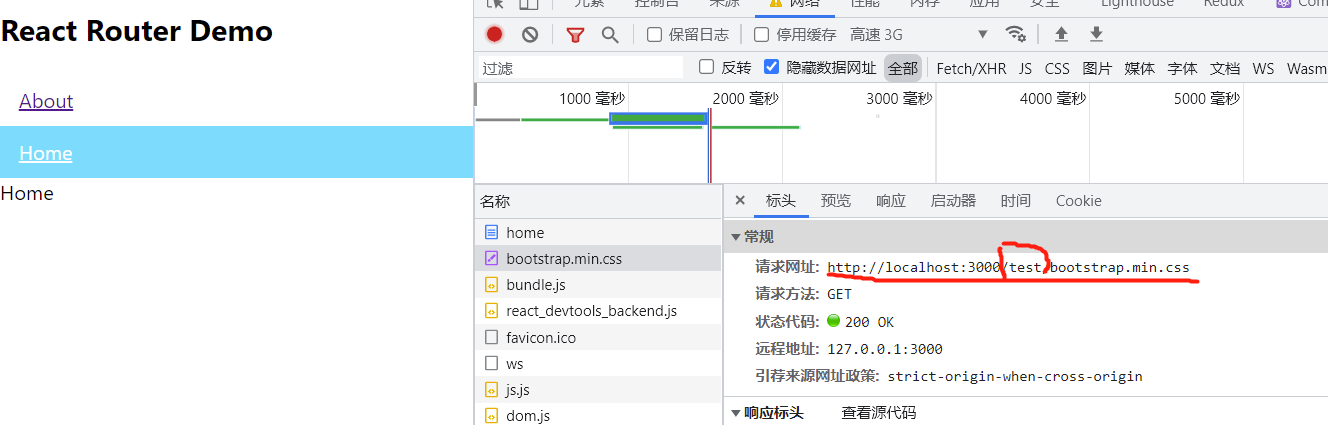 React Router Demo
About
Home
Home
元素 控制台 来源 网络 性能 内存 应用 安全 Lighthouse Redux Com
保留日志 停用缓存 高速 3G
过滤 反转 隐藏数据网址 全部 Fetch/XHR JS CSS 图片 媒体 字体 文档 WS Wasm
1000 毫秒 2000 毫秒 3000 毫秒 4000 毫秒 5000 毫秒
名称
home
bootstrap.min.css
bundle.js
react_devtools_backend.js
favicon.ico
ws
js.js
dom.js
× 标头 预览 响应 启动器 时间 Cookie
常规
请求网址: http://localhost:3000/test/bootstrap.min.css
请求方法: GET
状态代码: 200 OK
远程地址: 127.0.0.1:3000
引荐来源网址政策: strict-origin-when-cross-origin
响应标头 查看源代码